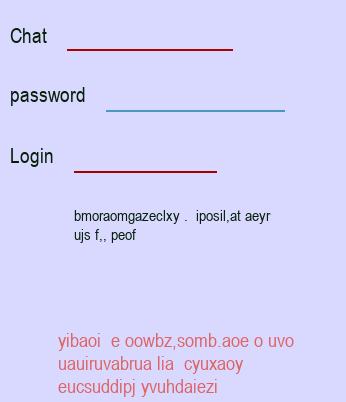 Chat
password
Login
bmoraomgazeclxy .  iposil,at aeyr
ujs f,, peof
yibaoi  e oowbz,somb.aoe o uvo
uauiruvabrua lia  cyuxaoy
eucsuddipj yvuhdaiezi